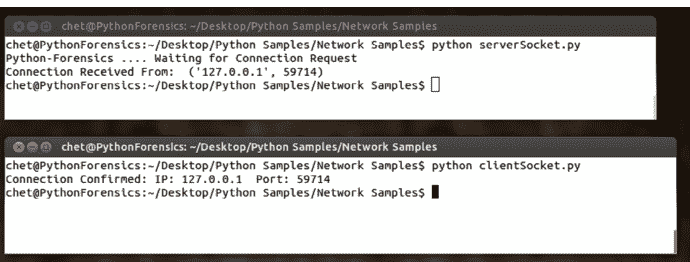 chet@PythonForensics: ~/Desktop/Python Samples/Network Samples
chet@PythonForensics:~/Desktop/Python Samples/Network Samples$ python serverSocket.py
Python-Forensics .... Waiting for Connection Request
Connection Received From:  ('127.0.0.1', 59714)
chet@PythonForensics:~/Desktop/Python Samples/Network Samples$
chet@PythonForensics: ~/Desktop/Python Samples/Network Samples
chet@PythonForensics:~/Desktop/Python Samples/Network Samples$ python clientSocket.py
Connection Confirmed: IP: 127.0.0.1  Port: 59714
chet@PythonForensics:~/Desktop/Python Samples/Network Samples$